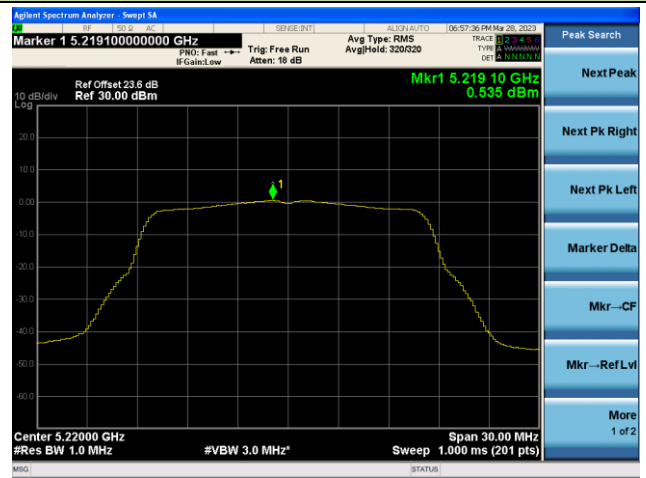 Agilent Spectrum Analyzer - Swept SA
RF 50 Ω AC SENSE:INT ALIGN AUTO 06:57:36 PM Mar 28, 2023
Marker 1 5.219100000000 GHz
PNO: Fast
IFGain:Low
Trig: Free Run
Atten: 18 dB
Avg Type: RMS
Avg|Hold: 320/320
TRACE 1 2 3 4 5 6
TYPE A WWWWW
DET A N N N N N
Peak Search
Mkr1 5.219 10 GHz
0.535 dBm
Ref Offset 23.6 dB
10 dB/div Ref 30.00 dBm
Log
20.0
10.0
0.00
-10.0
-20.0
-30.0
-40.0
-50.0
-60.0
1
Center 5.22000 GHz Span 30.00 MHz
#Res BW 1.0 MHz #VBW 3.0 MHz* Sweep 1.000 ms (201 pts)
MSG STATUS
Next Peak
Next Pk Right
Next Pk Left
Marker Delta
Mkr→CF
Mkr→Ref Lvl
More
1 of 2